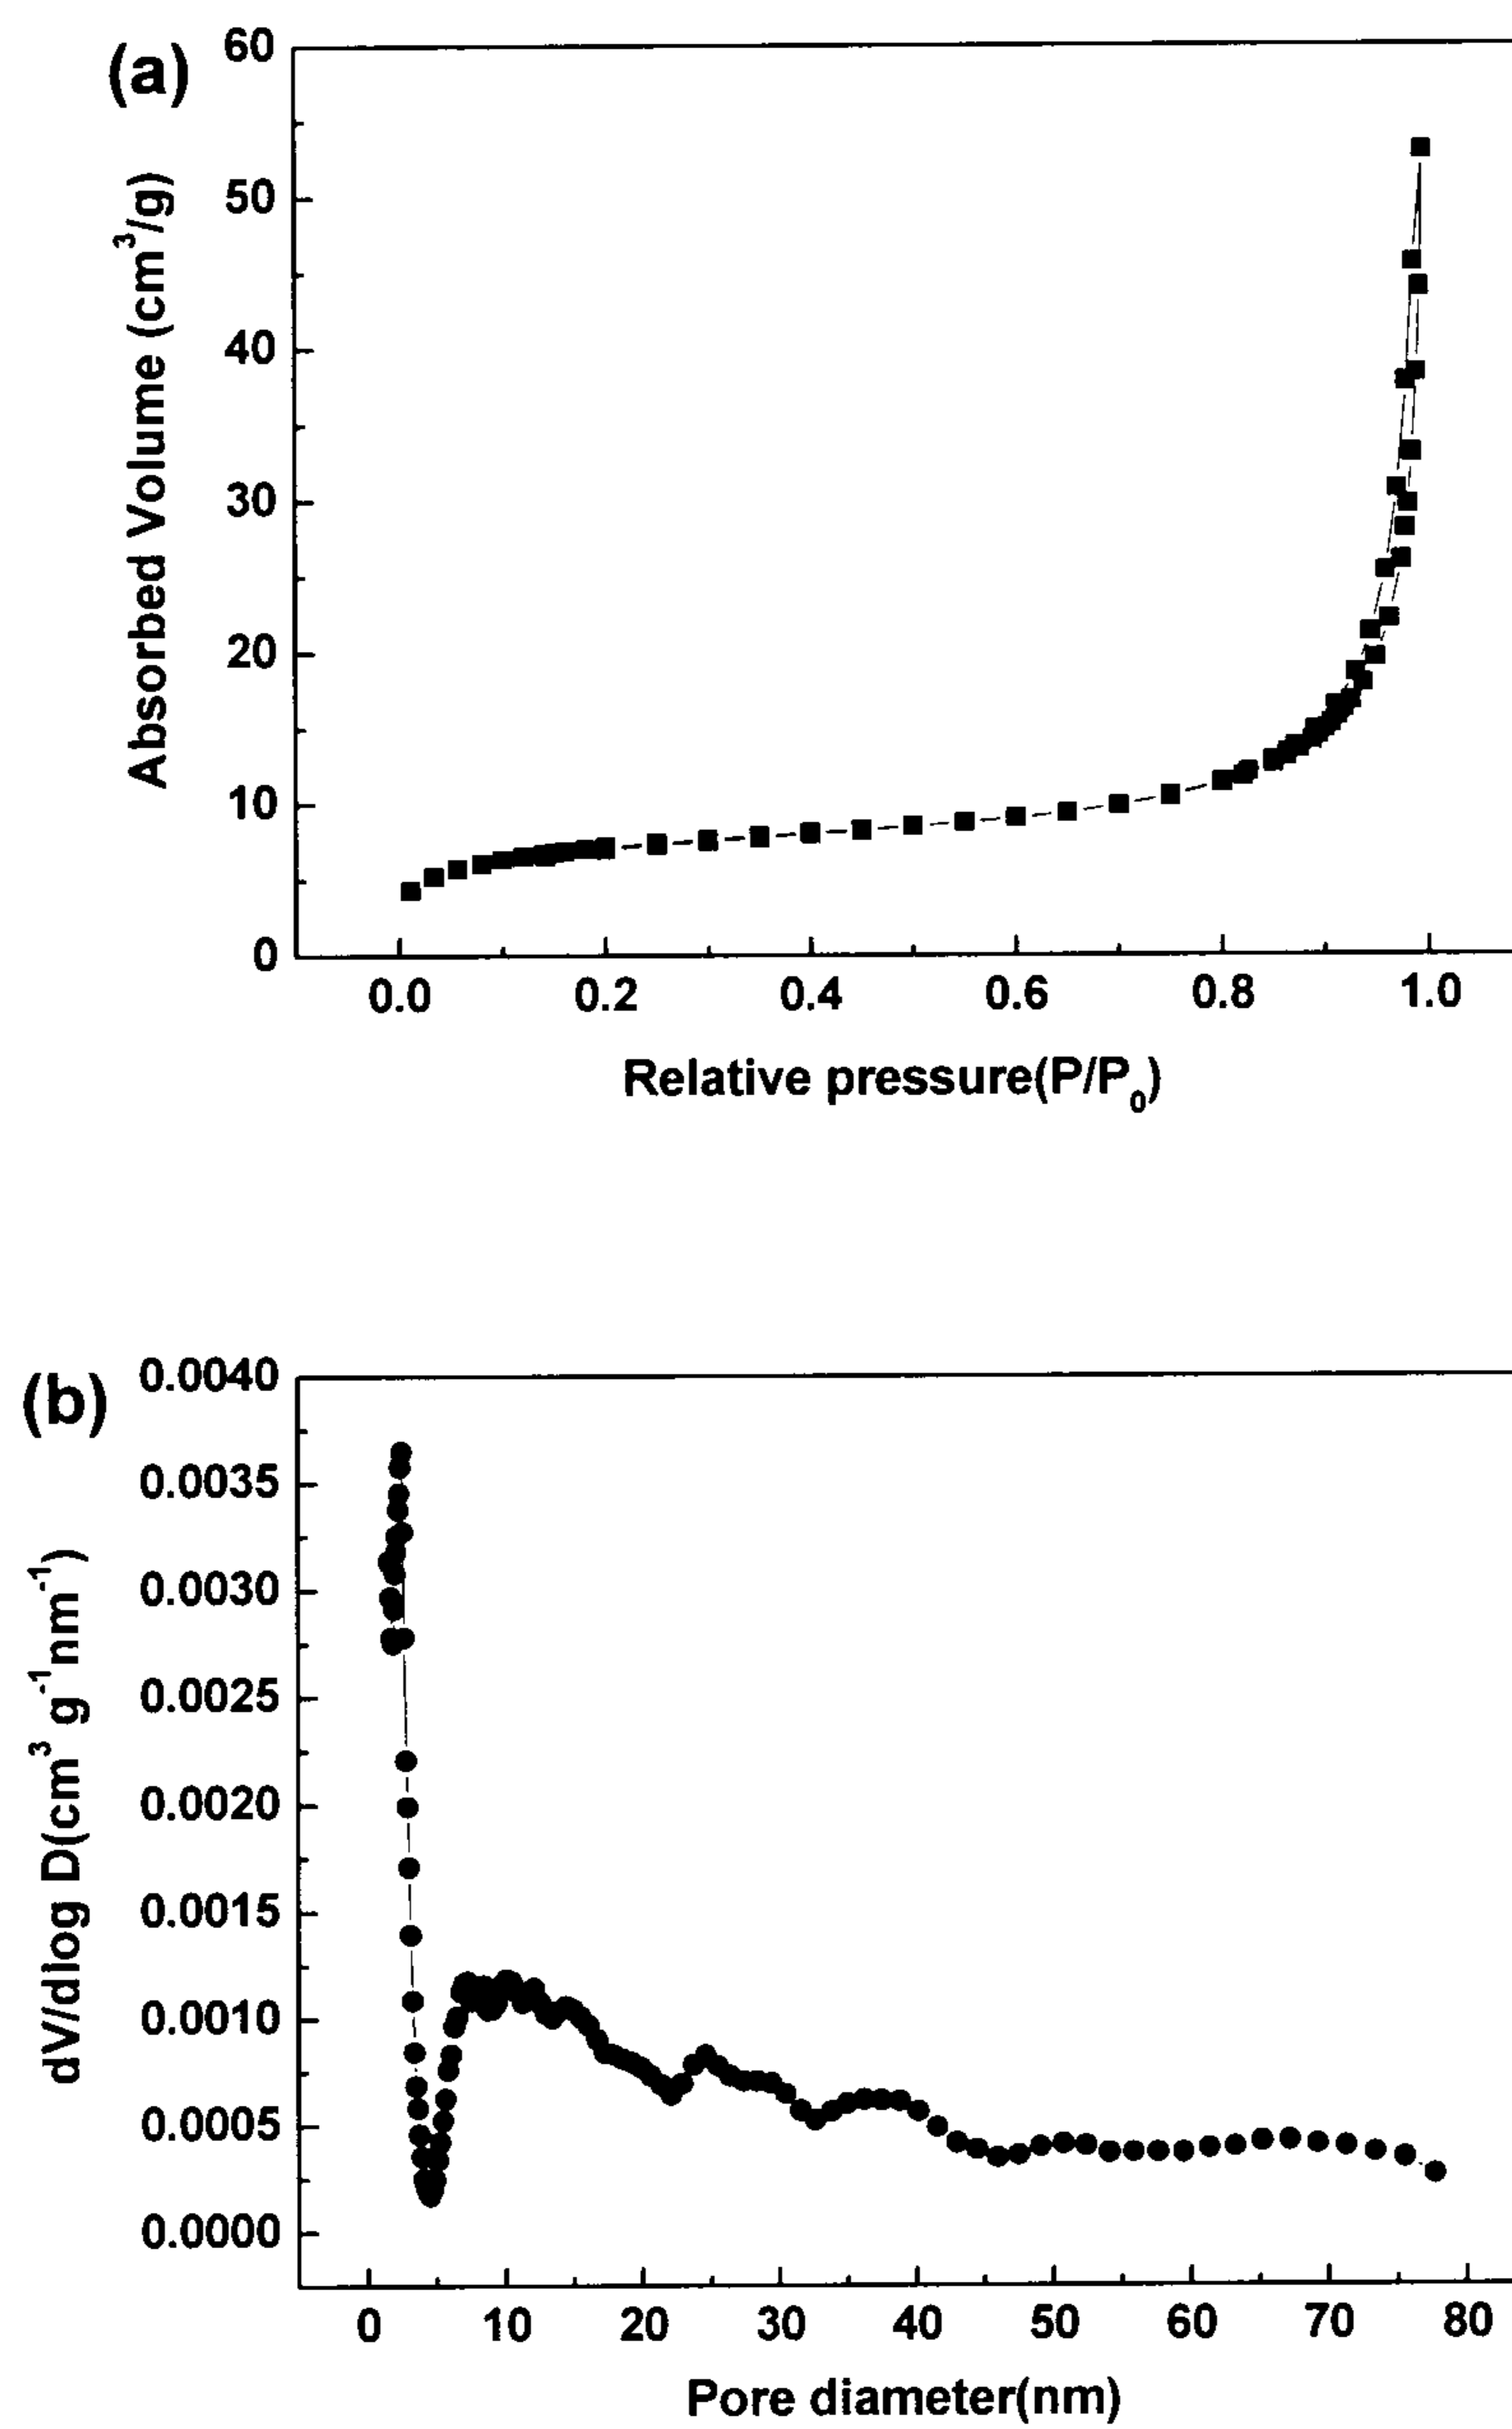 (a)
60
50
40
30
20
10
0
Absorbed Volume (cm³/g)
0.0 0.2 0.4 0.6 0.8 1.0
Relative pressure(P/P₀)
(b)
0.0040
0.0035
0.0030
0.0025
0.0020
0.0015
0.0010
0.0005
0.0000
dV/dlog D(cm³ g⁻¹nm⁻¹)
0 10 20 30 40 50 60 70 80
Pore diameter(nm)